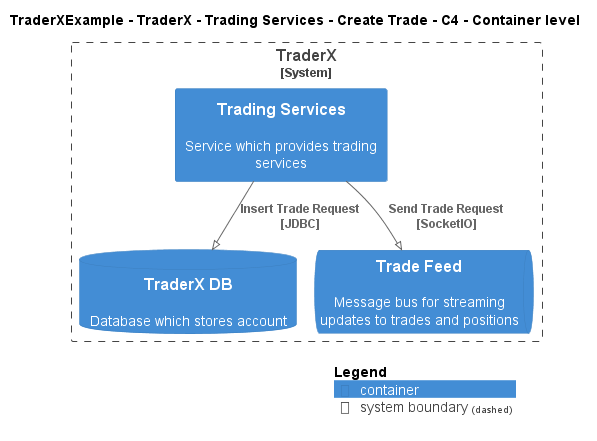 TraderXExample - TraderX - Trading Services - Create Trade - C4 - Container level
TraderX
[System]
Trading Services
Service which provides trading
services
Insert Trade Request
[JDBC]
Send Trade Request
[SocketIO]
TraderX DB
Database which stores account
Trade Feed
Message bus for streaming
updates to trades and positions
Legend
container
system boundary (dashed)